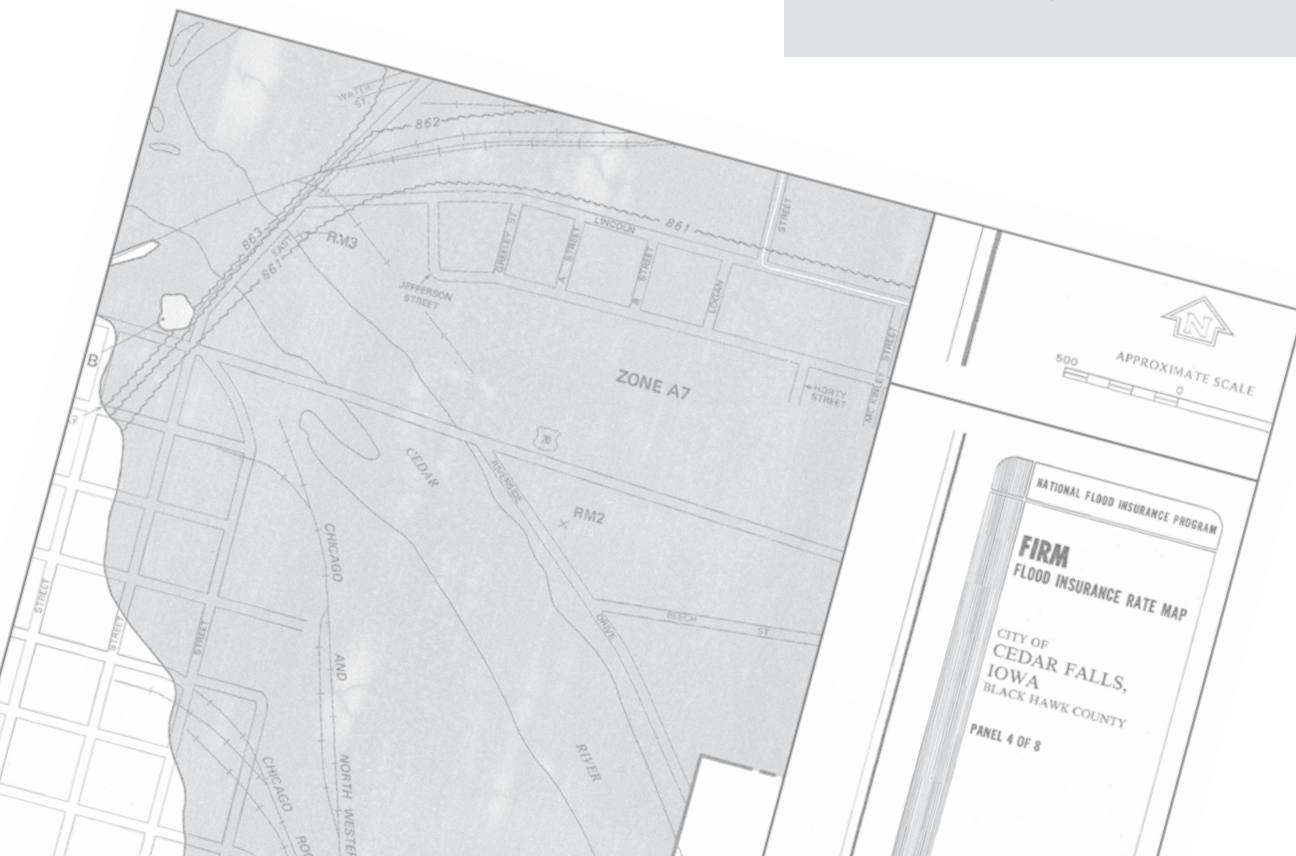 WATER
ST.
862
863
EAST
861
RM3
GREELEY ST
A STREET
LINCOLN
B STREET
861
STREET
LOGAN
JEFFERSON
STREET
ZONE A7
HORTY
STREET
MC KINLEY STREET
B
3
20
CEDAR
RIVERSIDE
RM2
DRIVE
BEECH ST.
CHICAGO
AND
NORTH WESTE
STREET
STREET
STREET
CHICAGO
ROC
RIVER
N
APPROXIMATE SCALE
500 0
NATIONAL FLOOD INSURANCE PROGRAM
FIRM
FLOOD INSURANCE RATE MAP
CITY OF
CEDAR FALLS,
IOWA
BLACK HAWK COUNTY
PANEL 4 OF 8